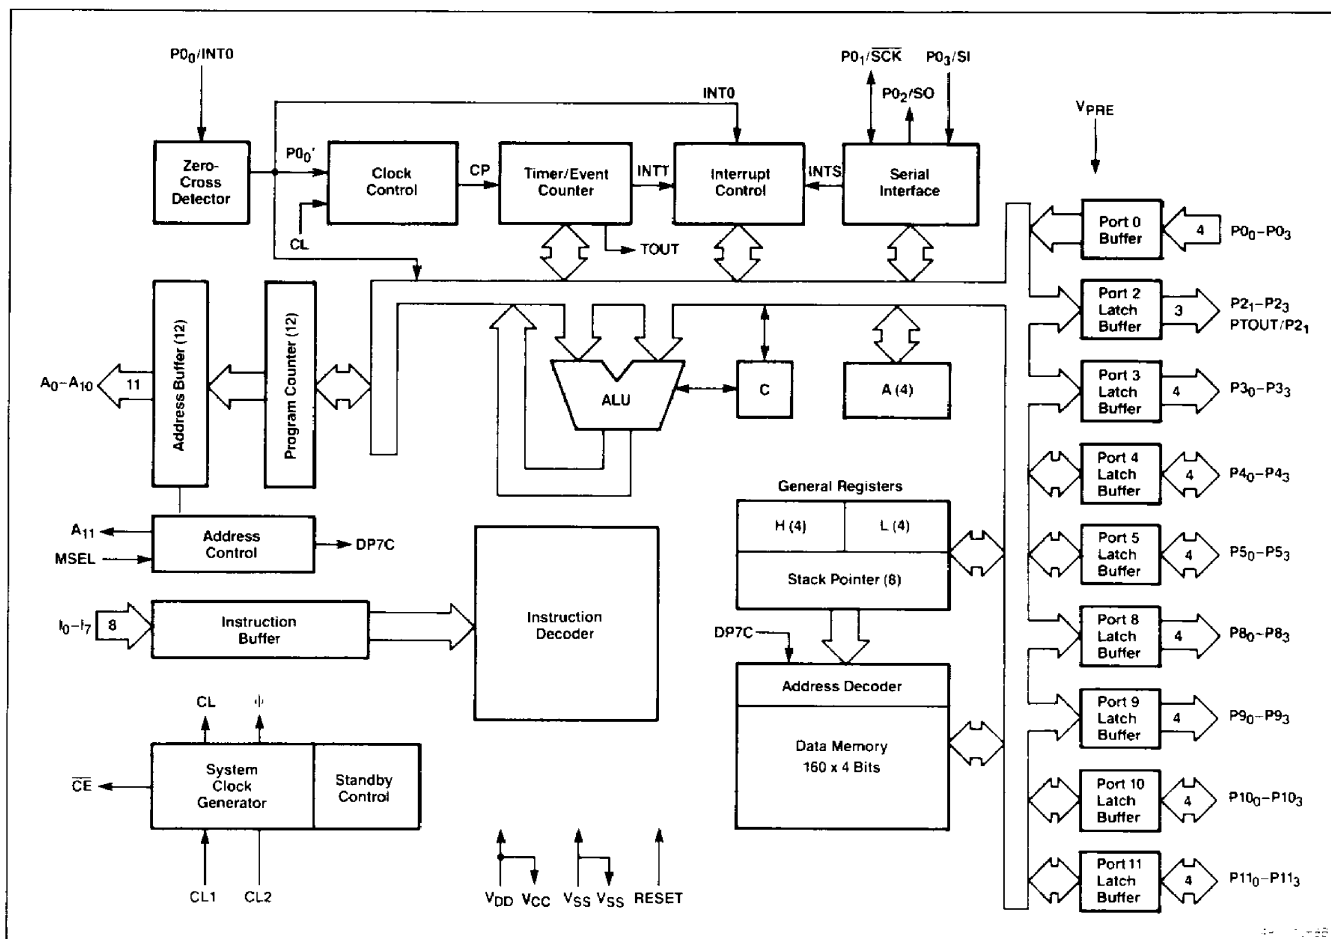 P0₀/INT0
P0₁/SCK
P0₃/SI
P0₂/SO
INT0
V_PRE
Zero-
Cross
Detector
P0₀'
Clock
Control
CL
CP
Timer/Event
Counter
INTT
TOUT
Interrupt
Control
INTS
Serial
Interface
Port 0
Buffer
4
P0₀–P0₃
Port 2
Latch
Buffer
3
P2₁–P2₃
PTOUT/P2₁
Port 3
Latch
Buffer
4
P3₀–P3₃
Port 4
Latch
Buffer
4
P4₀–P4₃
Port 5
Latch
Buffer
4
P5₀–P5₃
Port 8
Latch
Buffer
4
P8₀–P8₃
Port 9
Latch
Buffer
4
P9₀–P9₃
Port 10
Latch
Buffer
4
P10₀–P10₃
Port 11
Latch
Buffer
4
P11₀–P11₃
A₀–A₁₀
11
Address Buffer (12)
Program Counter (12)
ALU
C
A (4)
A₁₁
MSEL
Address
Control
DP7C
General Registers
H (4)
L (4)
Stack Pointer (8)
I₀–I₇
8
Instruction
Buffer
Instruction
Decoder
DP7C
Address Decoder
Data Memory
160 x 4 Bits
CL
ϕ
CE
System
Clock
Generator
Standby
Control
CL1
CL2
V_DD
V_CC
V_SS
V_SS
RESET